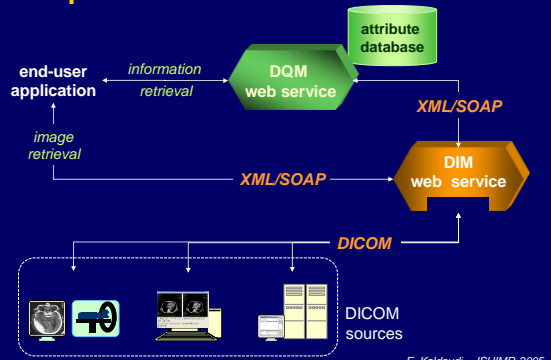 attribute
database
end-user
application
information
retrieval
DQM
web service
XML/SOAP
image
retrieval
XML/SOAP
DIM
web service
DICOM
DICOM
sources